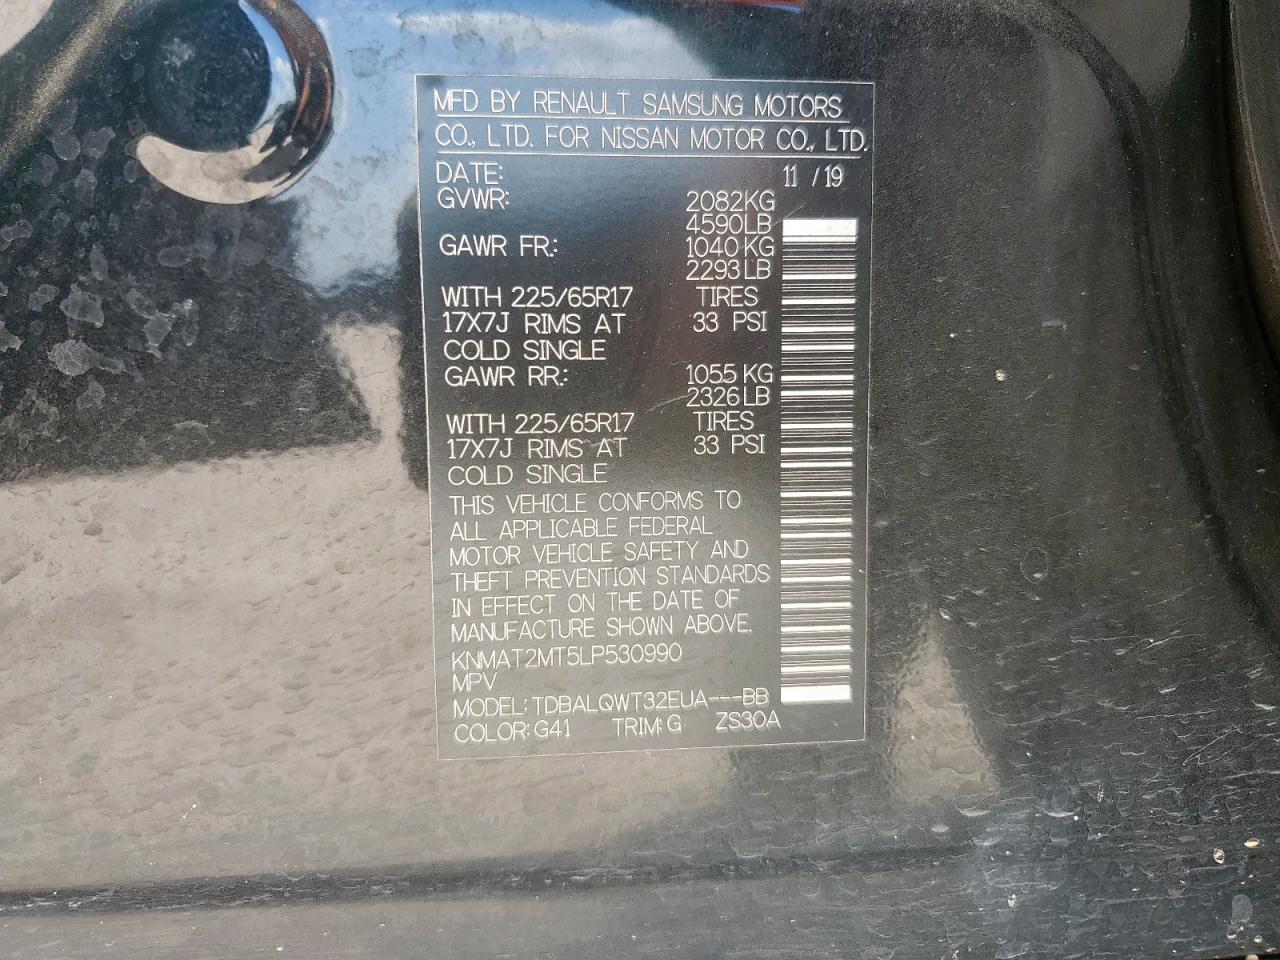 MFD BY RENAULT SAMSUNG MOTORS
CO., LTD. FOR NISSAN MOTOR CO., LTD.
DATE: 11 / 19
GVWR: 2082KG
4590LB
GAWR FR.: 1040KG
2293LB
WITH 225/65R17 TIRES
17X7J RIMS AT 33 PSI
COLD SINGLE
GAWR RR.: 1055KG
2326LB
WITH 225/65R17 TIRES
17X7J RIMS AT 33 PSI
COLD SINGLE
THIS VEHICLE CONFORMS TO
ALL APPLICABLE FEDERAL
MOTOR VEHICLE SAFETY AND
THEFT PREVENTION STANDARDS
IN EFFECT ON THE DATE OF
MANUFACTURE SHOWN ABOVE.
KNMAT2MT5LP530990
MPV
MODEL: TDBALQWT32EUA---BB
COLOR: G41 TRIM: G ZS30A